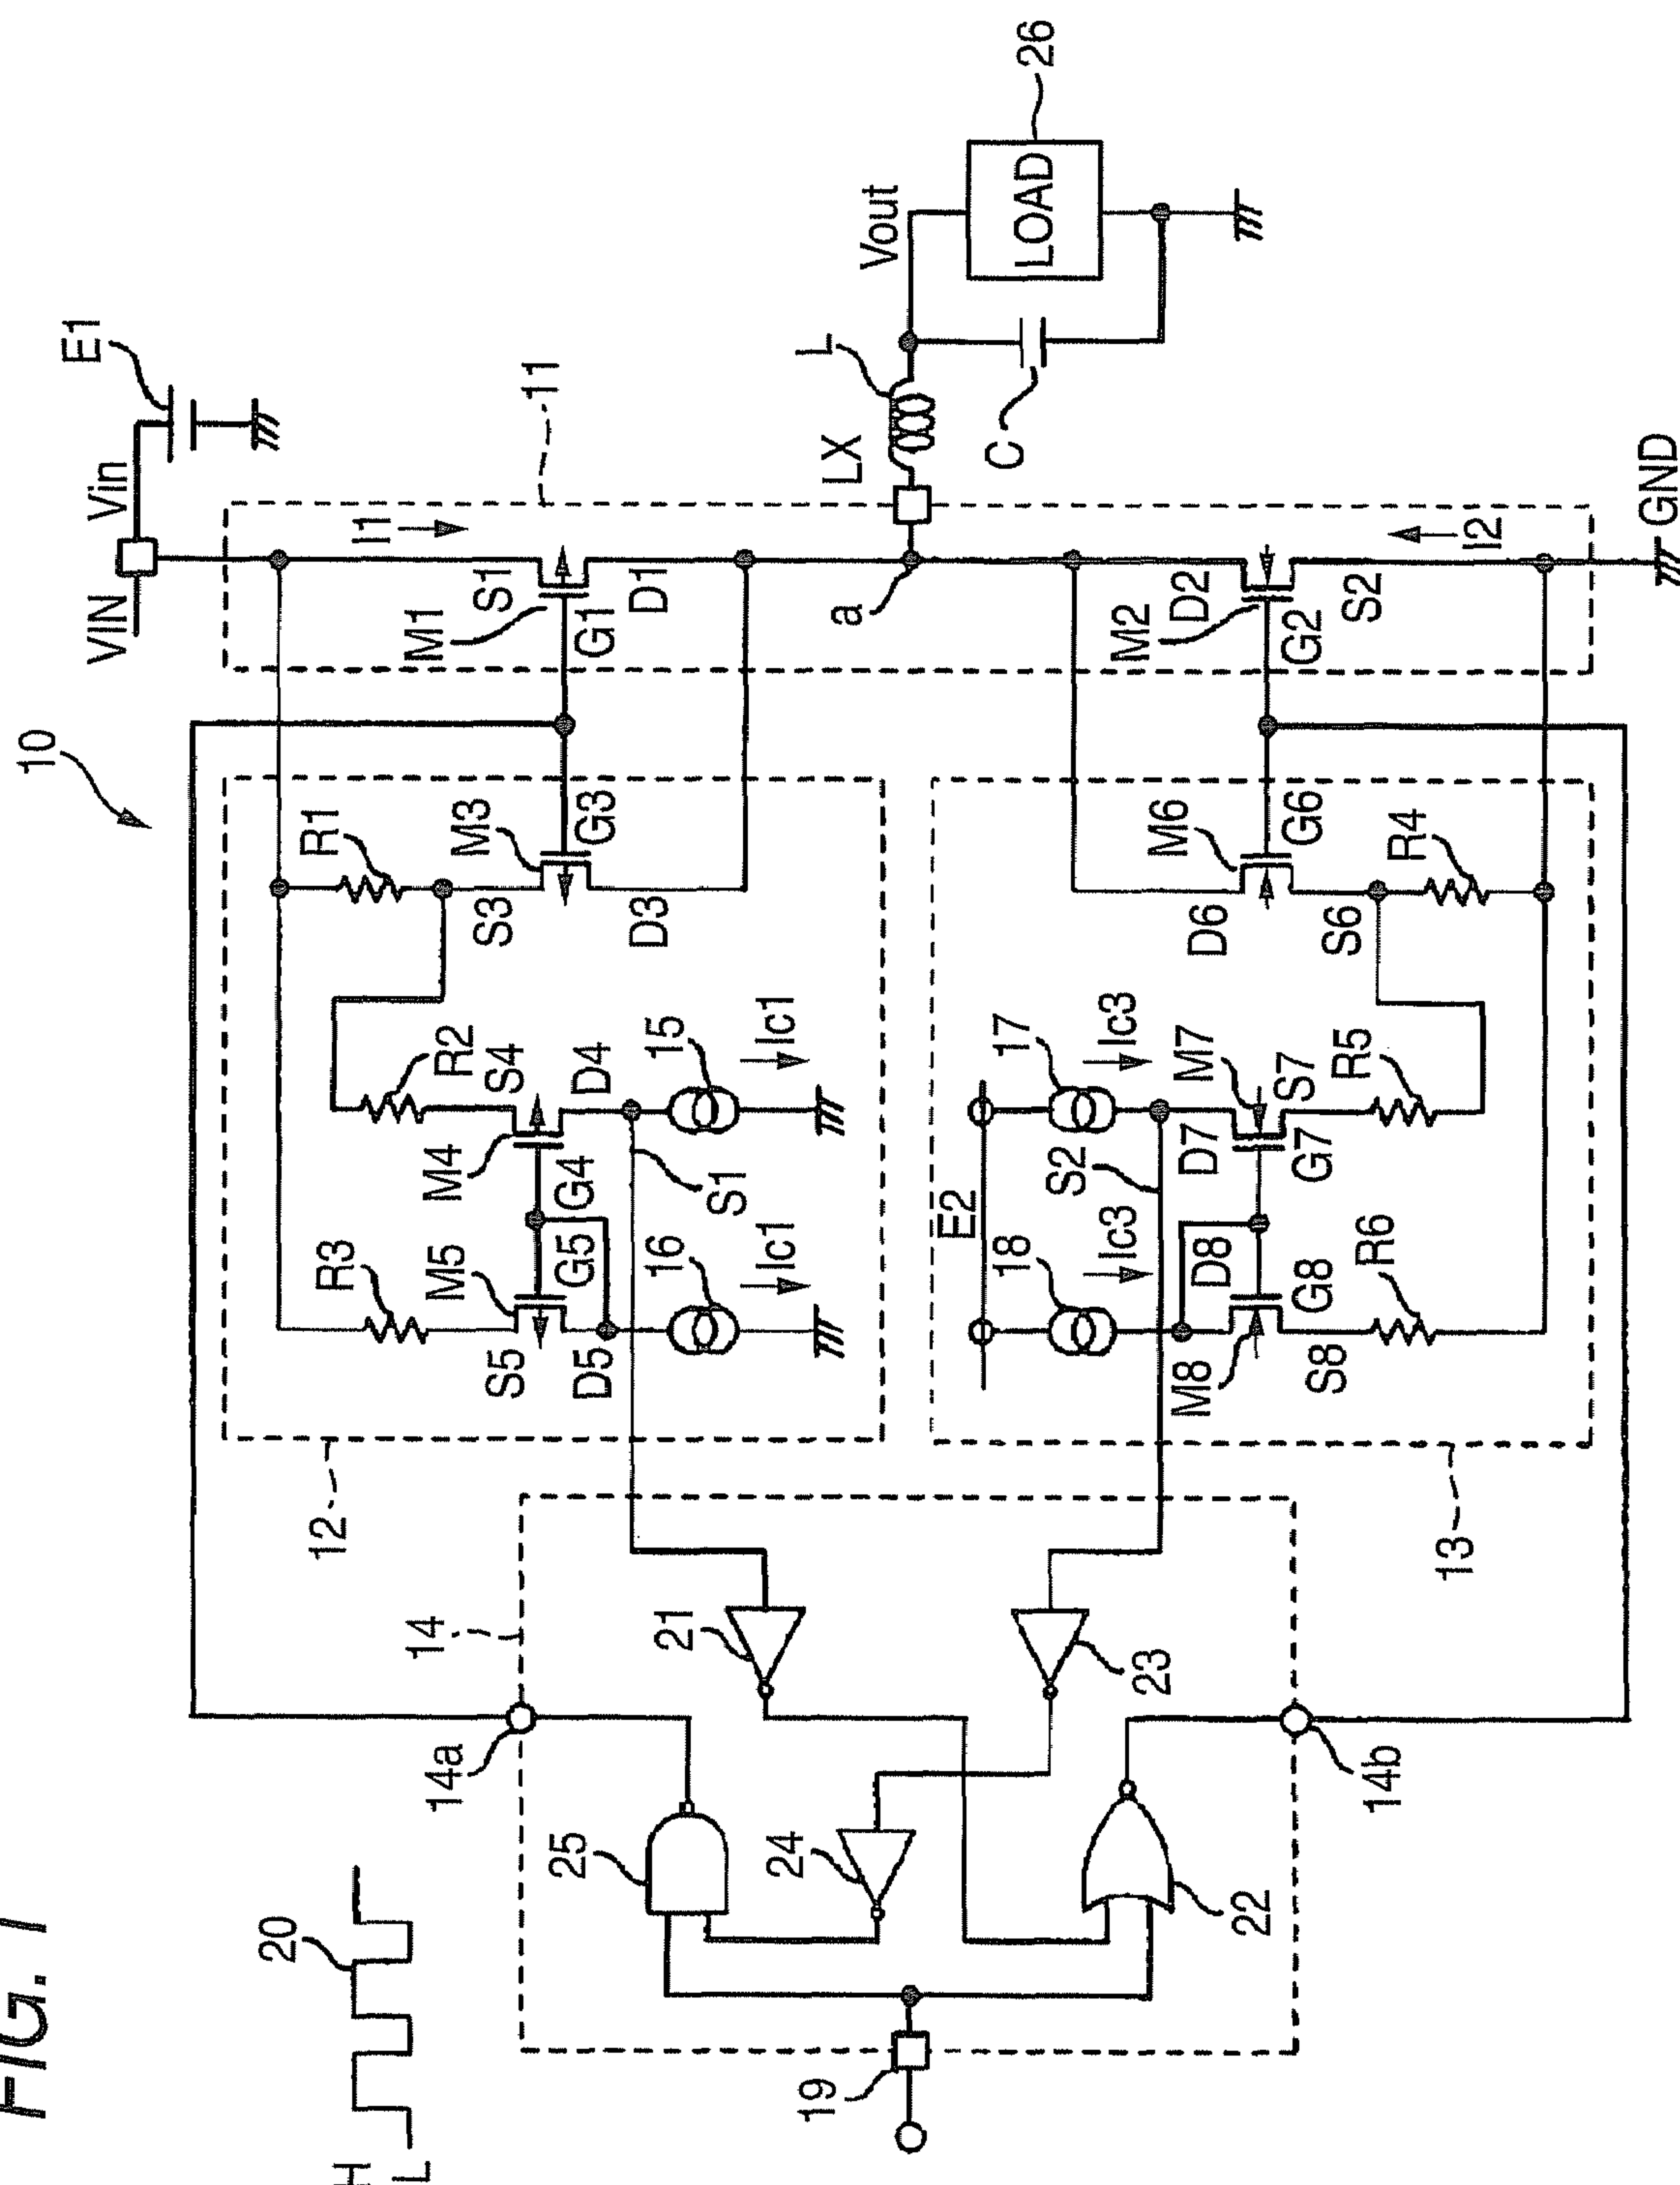 FIG. 1
10
VIN
Vin
E1
11
I1
S1
M1
G1
D1
a
LX
L
C
Vout
LOAD
26
D2
M2
G2
S2
I2
GND
12
R1
M3
G3
S3
D3
R2
S4
M4
G4
D4
15
Ic1
S1
R3
M5
S5
G5
D5
16
Ic1
13
E2
17
Ic3
18
Ic3
S2
D7
M7
G7
S7
R5
D8
M8
G8
S8
R6
M6
D6
G6
S6
R4
14
14a
14b
21
23
24
25
22
19
20
H
L